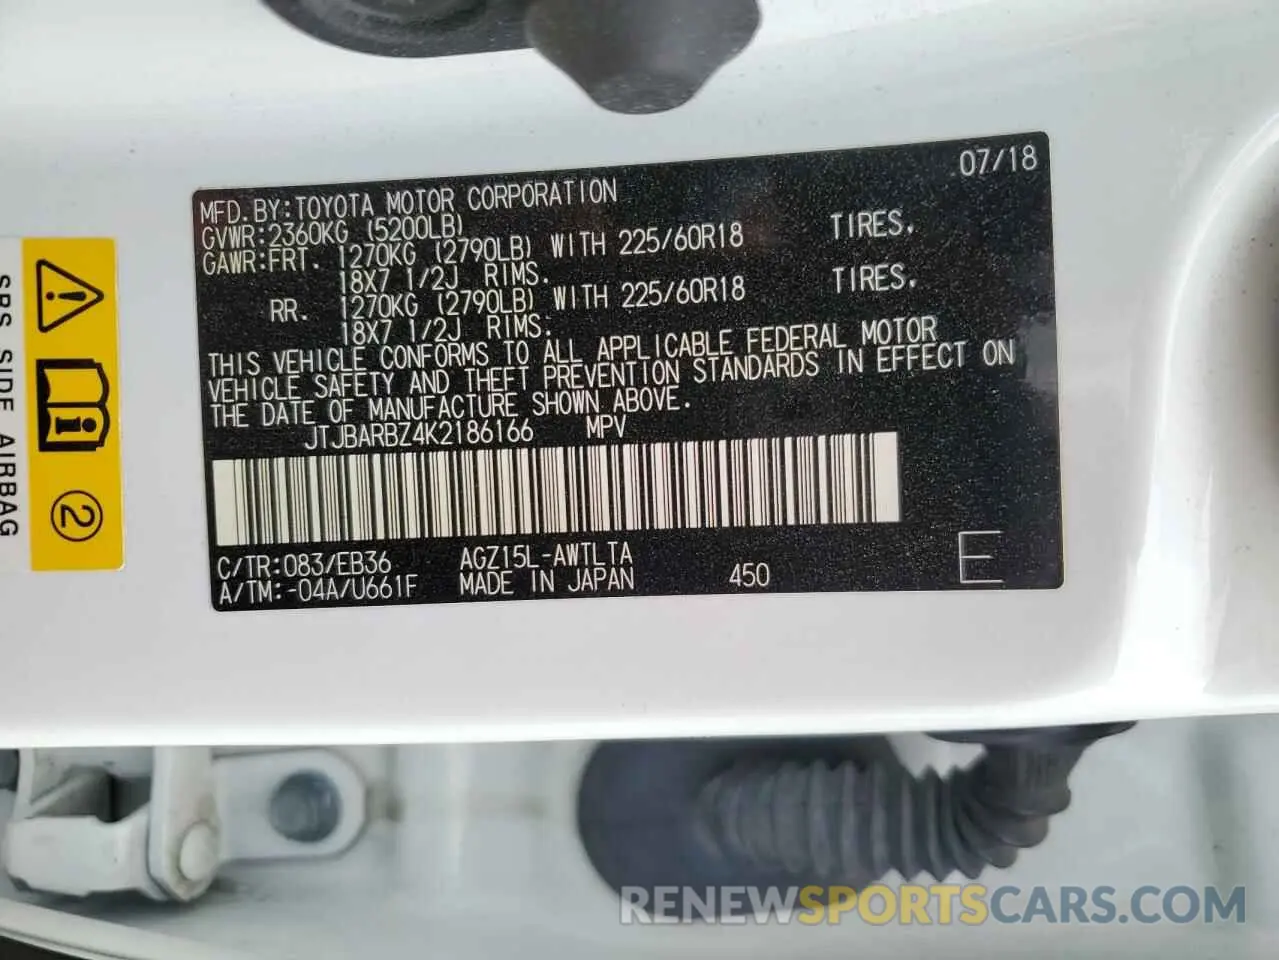 07/18
MFD.BY:TOYOTA MOTOR CORPORATION
GVWR:2360KG (5200LB)
GAWR:FRT. 1270KG (2790LB) WITH 225/60R18 TIRES,
18X7 1/2J RIMS.
RR. 1270KG (2790LB) WITH 225/60R18 TIRES.
18X7 1/2J RIMS:
THIS VEHICLE CONFORMS TO ALL APPLICABLE FEDERAL MOTOR
VEHICLE SAFETY AND THEFT PREVENTION STANDARDS IN EFFECT ON
THE DATE OF MANUFACTURE SHOWN ABOVE.
JTJBARBZ4K2186166 MPV
C/TR:083/EB36 AGZ15L-AWTLTA
A/TM:-04A/U661F MADE IN JAPAN 450 E
SRS SIDE AIRBAG
2
RENEWSPORTSCARS.COM